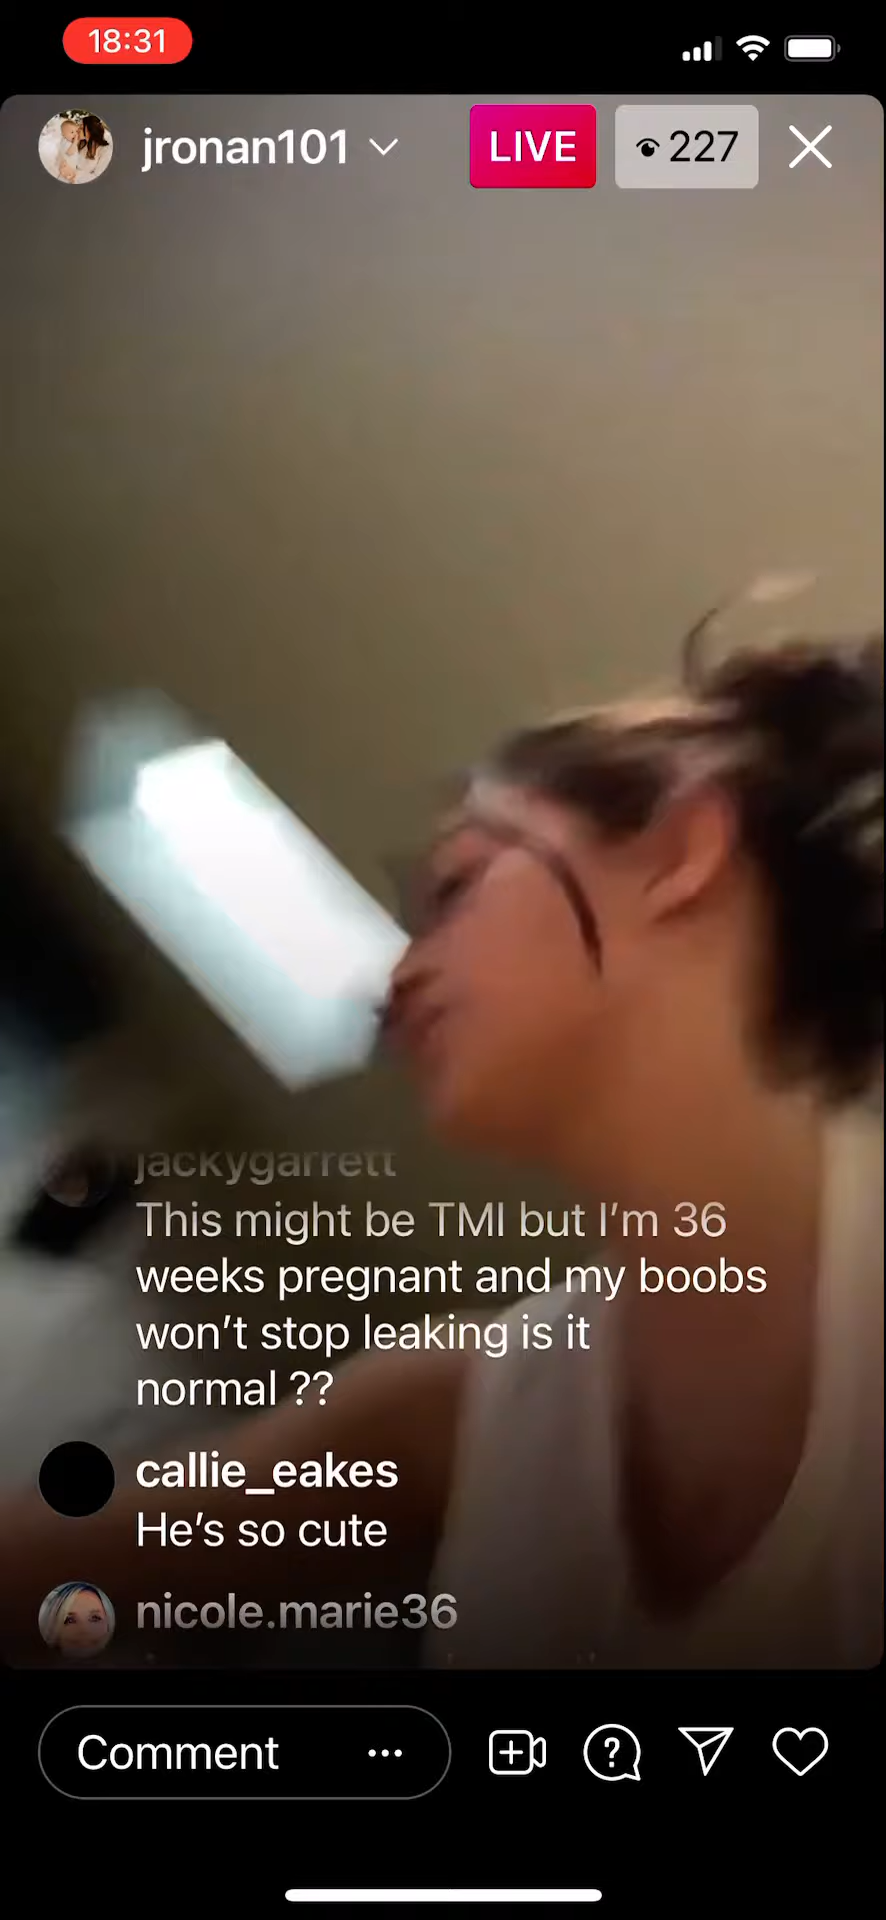 18:31
jronan101
LIVE
227
jackygarrett
This might be TMI but I'm 36
weeks pregnant and my boobs
won't stop leaking is it
normal ??
callie_eakes
He's so cute
nicole.marie36
Comment